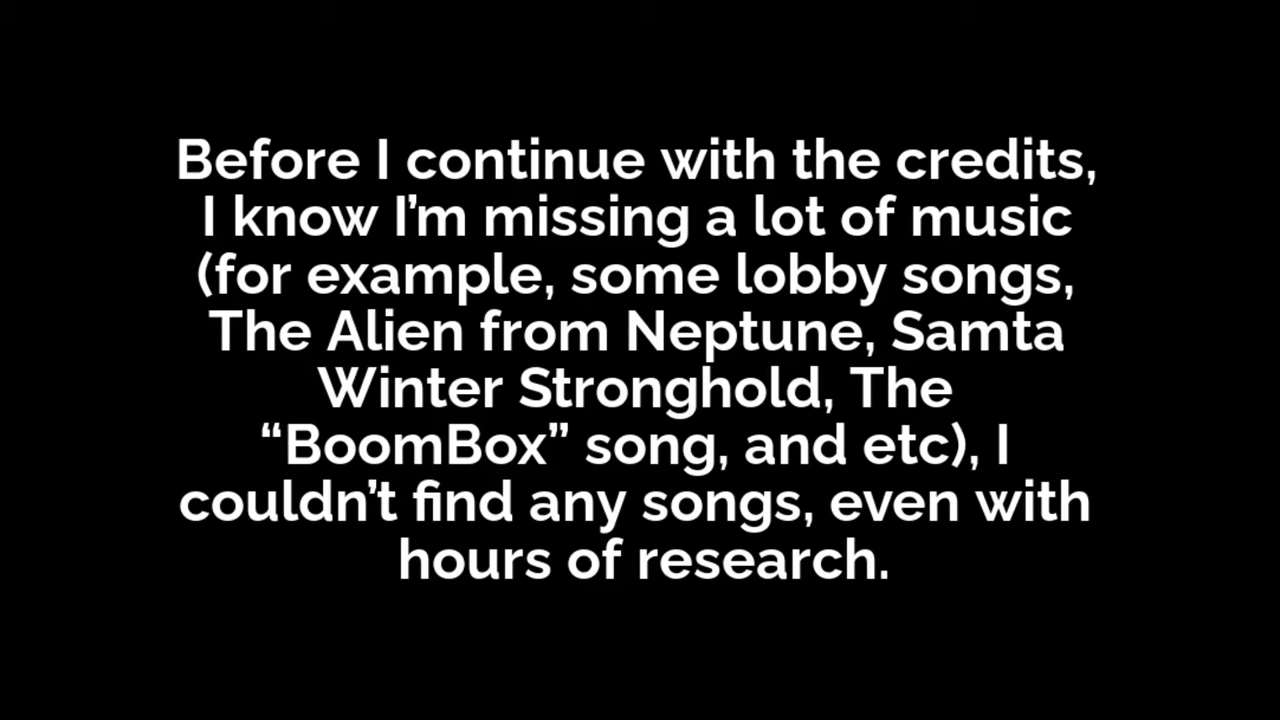 Before I continue with the credits,
I know I’m missing a lot of music
(for example, some lobby songs,
The Alien from Neptune, Samta
Winter Stronghold, The
“BoomBox” song, and etc), I
couldn’t find any songs, even with
hours of research.